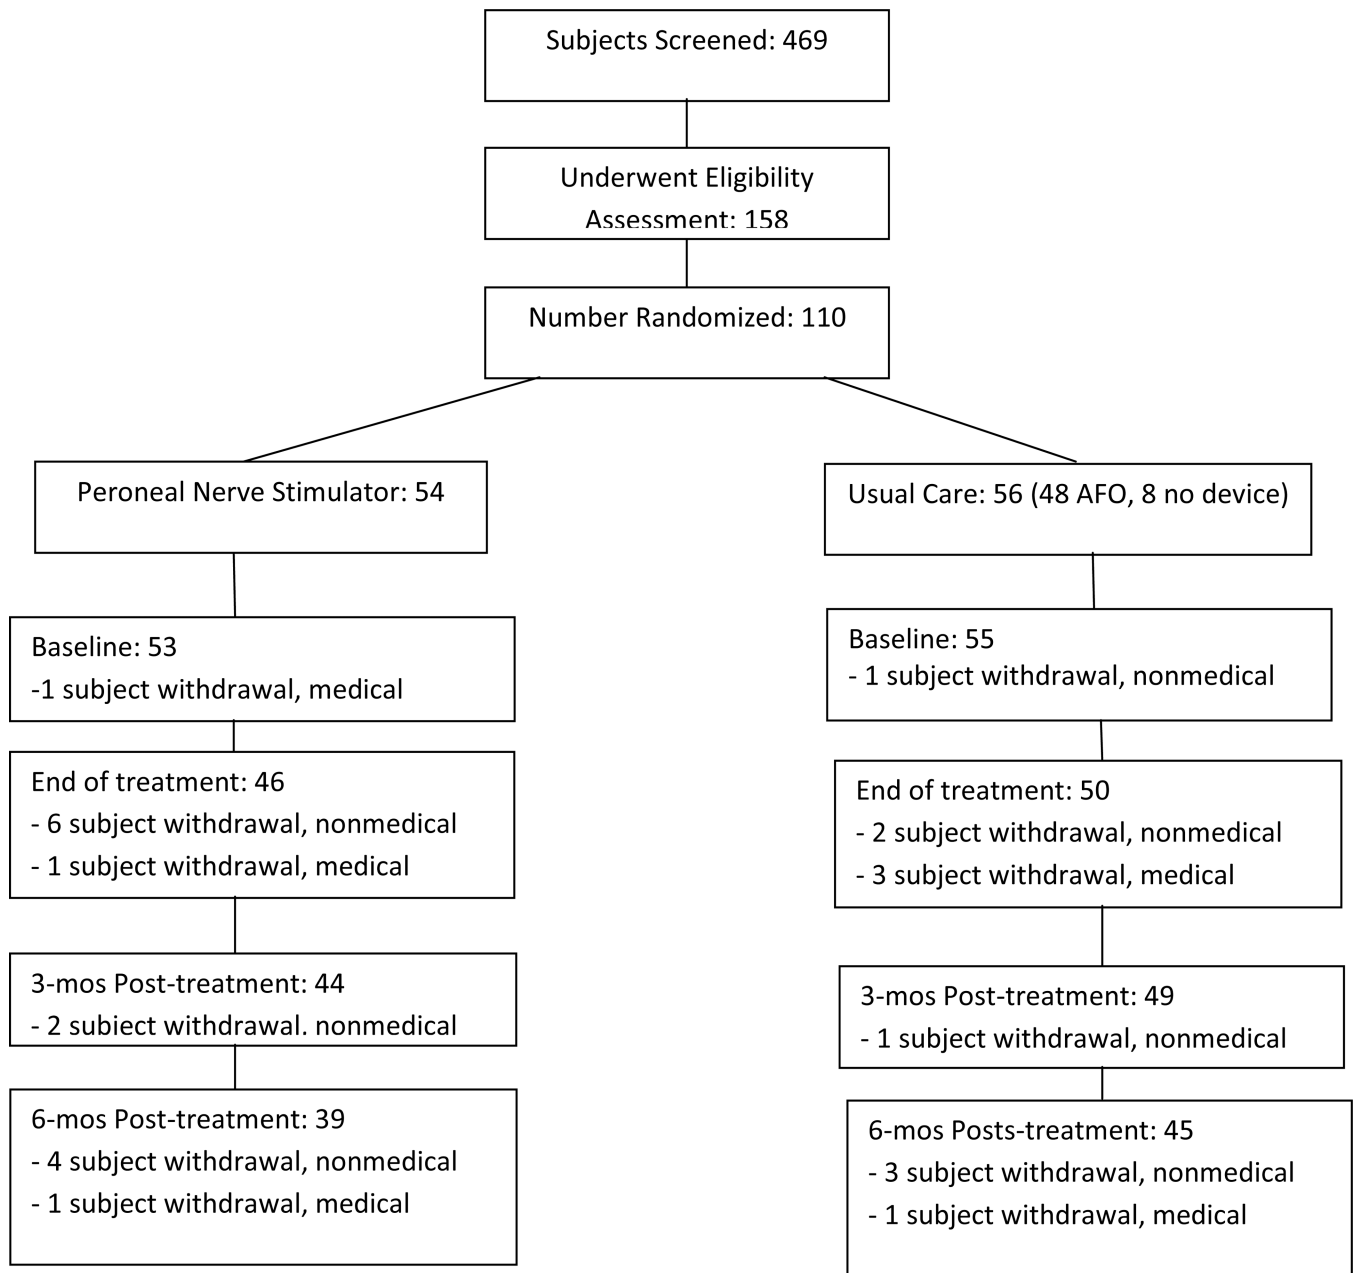 Subjects Screened: 469
Underwent Eligibility
Assessment: 158
Number Randomized: 110
Peroneal Nerve Stimulator: 54
Usual Care: 56 (48 AFO, 8 no device)
Baseline: 53
-1 subject withdrawal, medical
Baseline: 55
- 1 subject withdrawal, nonmedical
End of treatment: 46
- 6 subject withdrawal, nonmedical
- 1 subject withdrawal, medical
End of treatment: 50
- 2 subject withdrawal, nonmedical
- 3 subject withdrawal, medical
3-mos Post-treatment: 44
- 2 subject withdrawal. nonmedical
3-mos Post-treatment: 49
- 1 subject withdrawal, nonmedical
6-mos Post-treatment: 39
- 4 subject withdrawal, nonmedical
- 1 subject withdrawal, medical
6-mos Posts-treatment: 45
- 3 subject withdrawal, nonmedical
- 1 subject withdrawal, medical